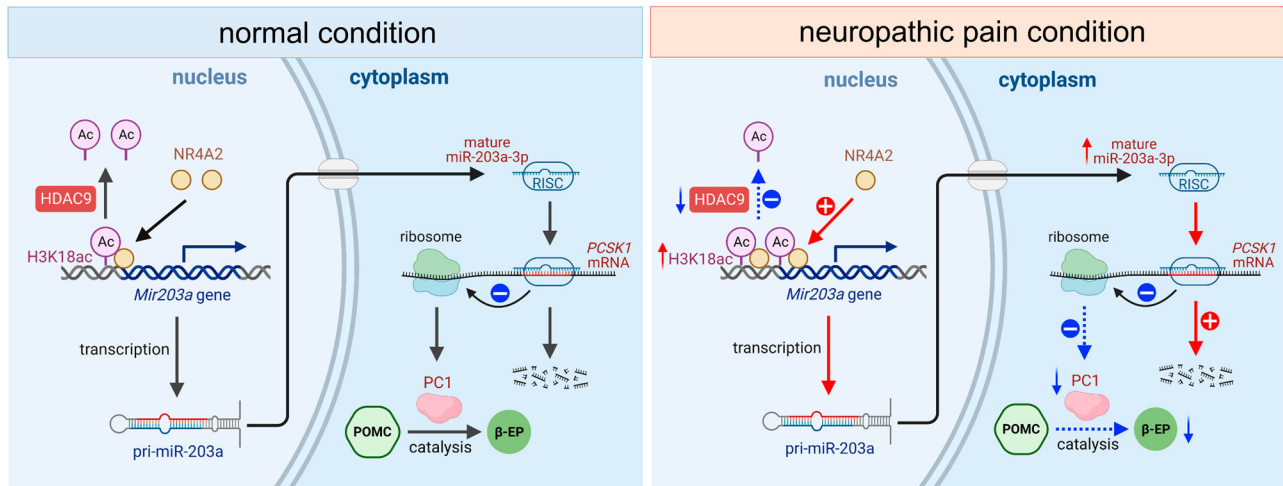 normal condition
nucleus
cytoplasm
Ac
Ac
NR4A2
HDAC9
Ac
H3K18ac
Mir203a gene
transcription
pri-miR-203a
mature
miR-203a-3p
RISC
ribosome
PCSK1
mRNA
PC1
POMC
catalysis
β-EP
neuropathic pain condition
nucleus
cytoplasm
Ac
NR4A2
HDAC9
Ac
Ac
H3K18ac
Mir203a gene
transcription
pri-miR-203a
mature
miR-203a-3p
RISC
ribosome
PCSK1
mRNA
PC1
POMC
catalysis
β-EP